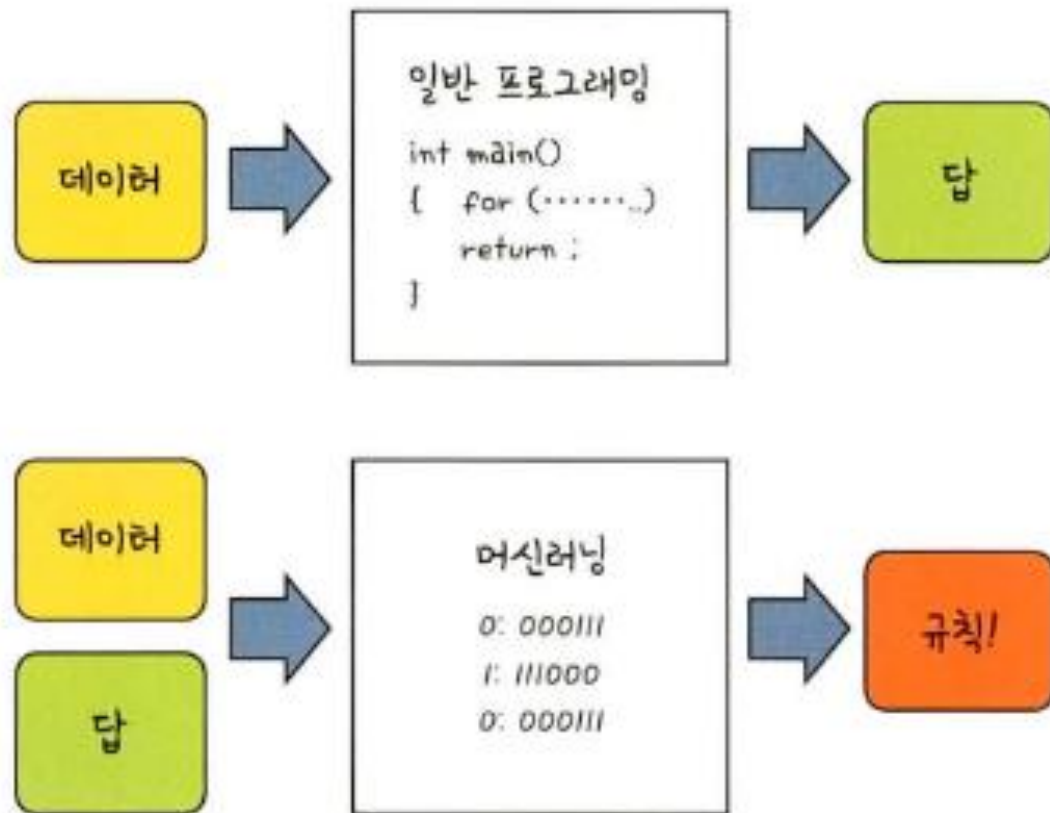 데이터
일반 프로그래밍
int main()
{ for (········)
return ;
}
답
데이터
답
머신러닝
0: 000111
1: 111000
0: 000111
규칙!